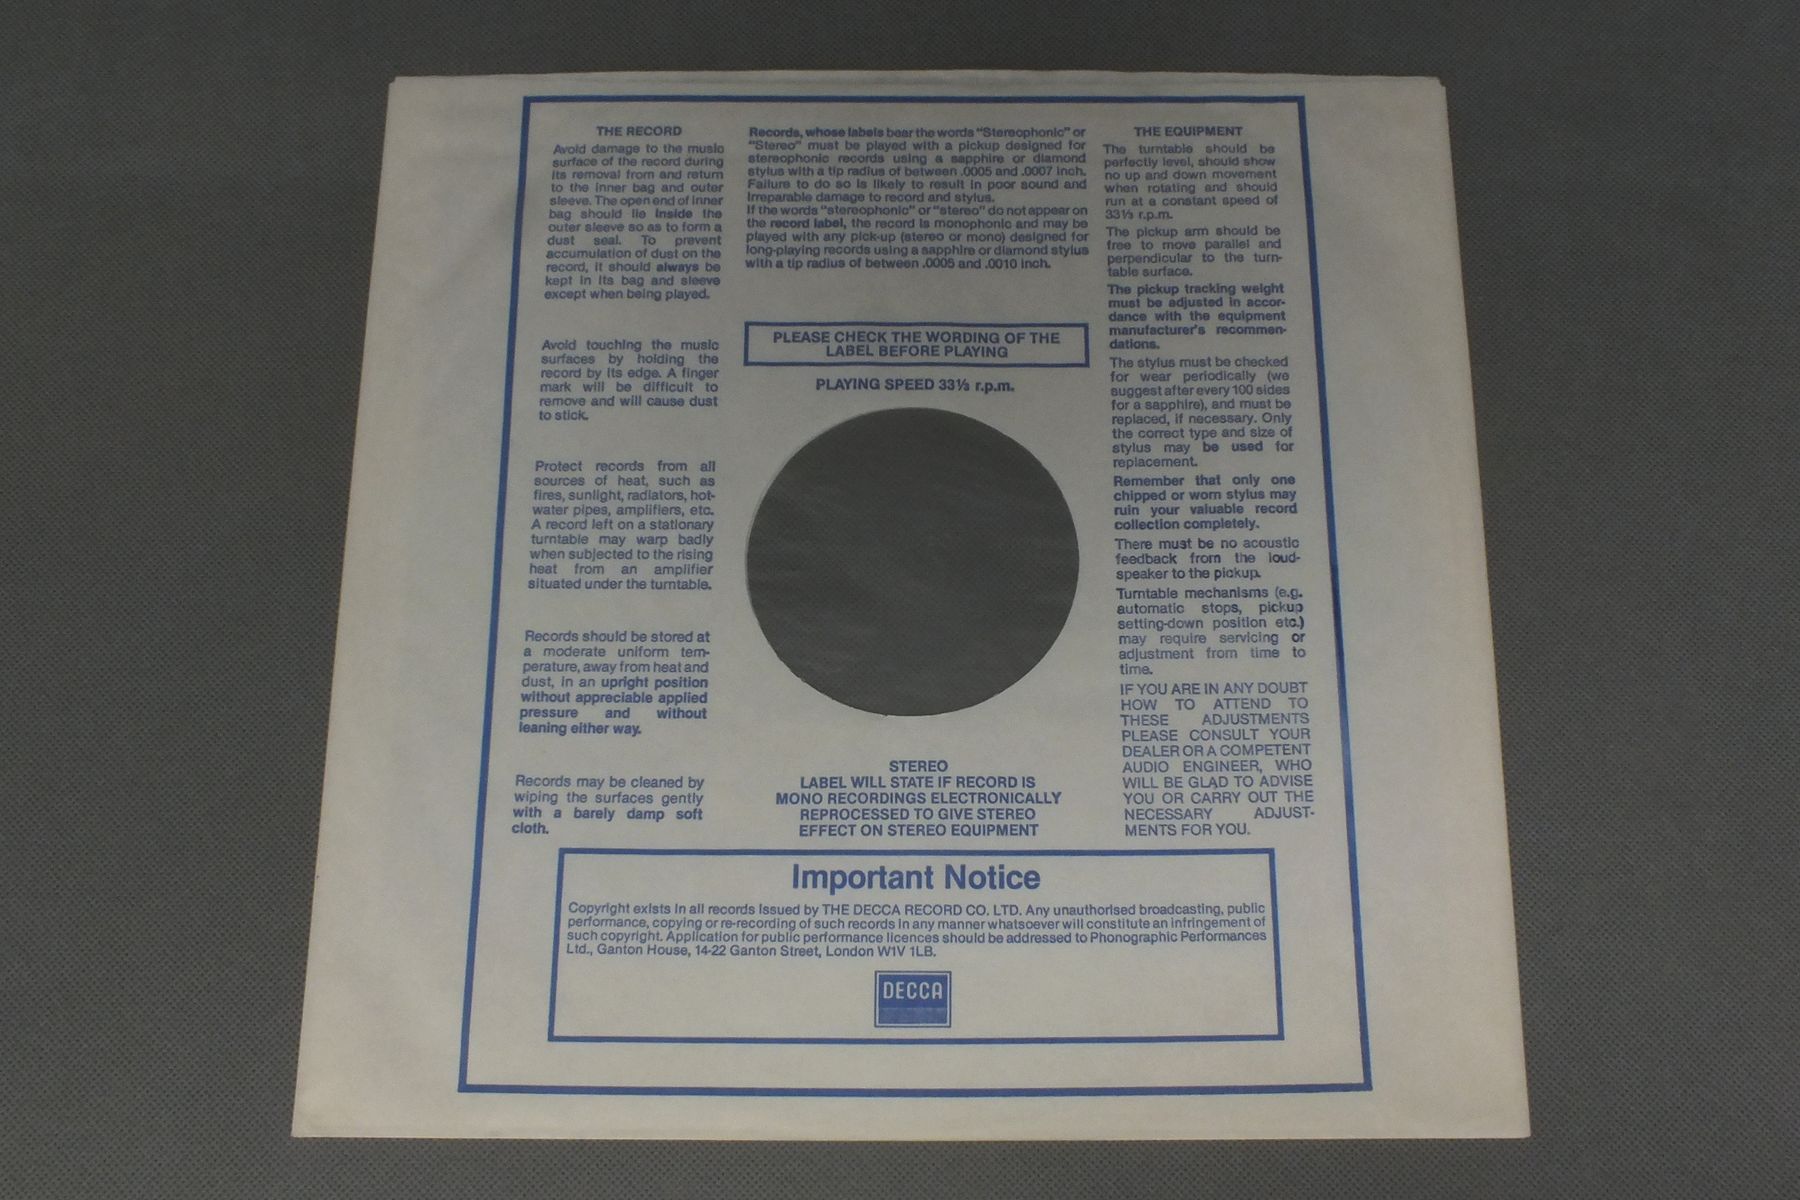 THE RECORD
Avoid damage to the music
surface of the record during
its removal from and return
to the inner bag and outer
sleeve. The open end of inner
bag should lie inside the
outer sleeve so as to form a
dust seal. To prevent
accumulation of dust on the
record, it should always be
kept in its bag and sleeve
except when being played.
Avoid touching the music
surfaces by holding the
record by its edge. A finger
mark will be difficult to
remove and will cause dust
to stick.
Protect records from all
sources of heat, such as
fires, sunlight, radiators, hot-
water pipes, amplifiers, etc.
A record left on a stationary
turntable may warp badly
when subjected to the rising
heat from an amplifier
situated under the turntable.
Records should be stored at
a moderate uniform tem-
perature, away from heat and
dust, in an upright position
without appreciable applied
pressure and without
leaning either way.
Records may be cleaned by
wiping the surfaces gently
with a barely damp soft
cloth.
Records, whose labels bear the words "Stereophonic" or
"Stereo" must be played with a pickup designed for
stereophonic records using a sapphire or diamond
stylus with a tip radius of between .0005 and .0007 inch.
Failure to do so is likely to result in poor sound and
irreparable damage to record and stylus.
If the words "stereophonic" or "stereo" do not appear on
the record label, the record is monophonic and may be
played with any pick-up (stereo or mono) designed for
long-playing records using a sapphire or diamond stylus
with a tip radius of between .0005 and .0010 inch.
PLEASE CHECK THE WORDING OF THE
LABEL BEFORE PLAYING
PLAYING SPEED 33⅓ r.p.m.
STEREO
LABEL WILL STATE IF RECORD IS
MONO RECORDINGS ELECTRONICALLY
REPROCESSED TO GIVE STEREO
EFFECT ON STEREO EQUIPMENT
THE EQUIPMENT
The turntable should be
perfectly level, should show
no up and down movement
when rotating and should
run at a constant speed of
33⅓ r.p.m.
The pickup arm should be
free to move parallel and
perpendicular to the turn-
table surface.
The pickup tracking weight
must be adjusted in accor-
dance with the equipment
manufacturer's recommen-
dations.
The stylus must be checked
for wear periodically (we
suggest after every 100 sides
for a sapphire), and must be
replaced, if necessary. Only
the correct type and size of
stylus may be used for
replacement.
Remember that only one
chipped or worn stylus may
ruin your valuable record
collection completely.
There must be no acoustic
feedback from the loud-
speaker to the pickup.
Turntable mechanisms (e.g.
automatic stops, pickup
setting-down position etc.)
may require servicing or
adjustment from time to
time.
IF YOU ARE IN ANY DOUBT
HOW TO ATTEND TO
THESE ADJUSTMENTS
PLEASE CONSULT YOUR
DEALER OR A COMPETENT
AUDIO ENGINEER, WHO
WILL BE GLAD TO ADVISE
YOU OR CARRY OUT THE
NECESSARY ADJUST-
MENTS FOR YOU.
Important Notice
Copyright exists in all records issued by THE DECCA RECORD CO. LTD. Any unauthorised broadcasting, public
performance, copying or re-recording of such records in any manner whatsoever will constitute an infringement of
such copyright. Application for public performance licences should be addressed to Phonographic Performances
Ltd., Ganton House, 14-22 Ganton Street, London W1V 1LB.
DECCA